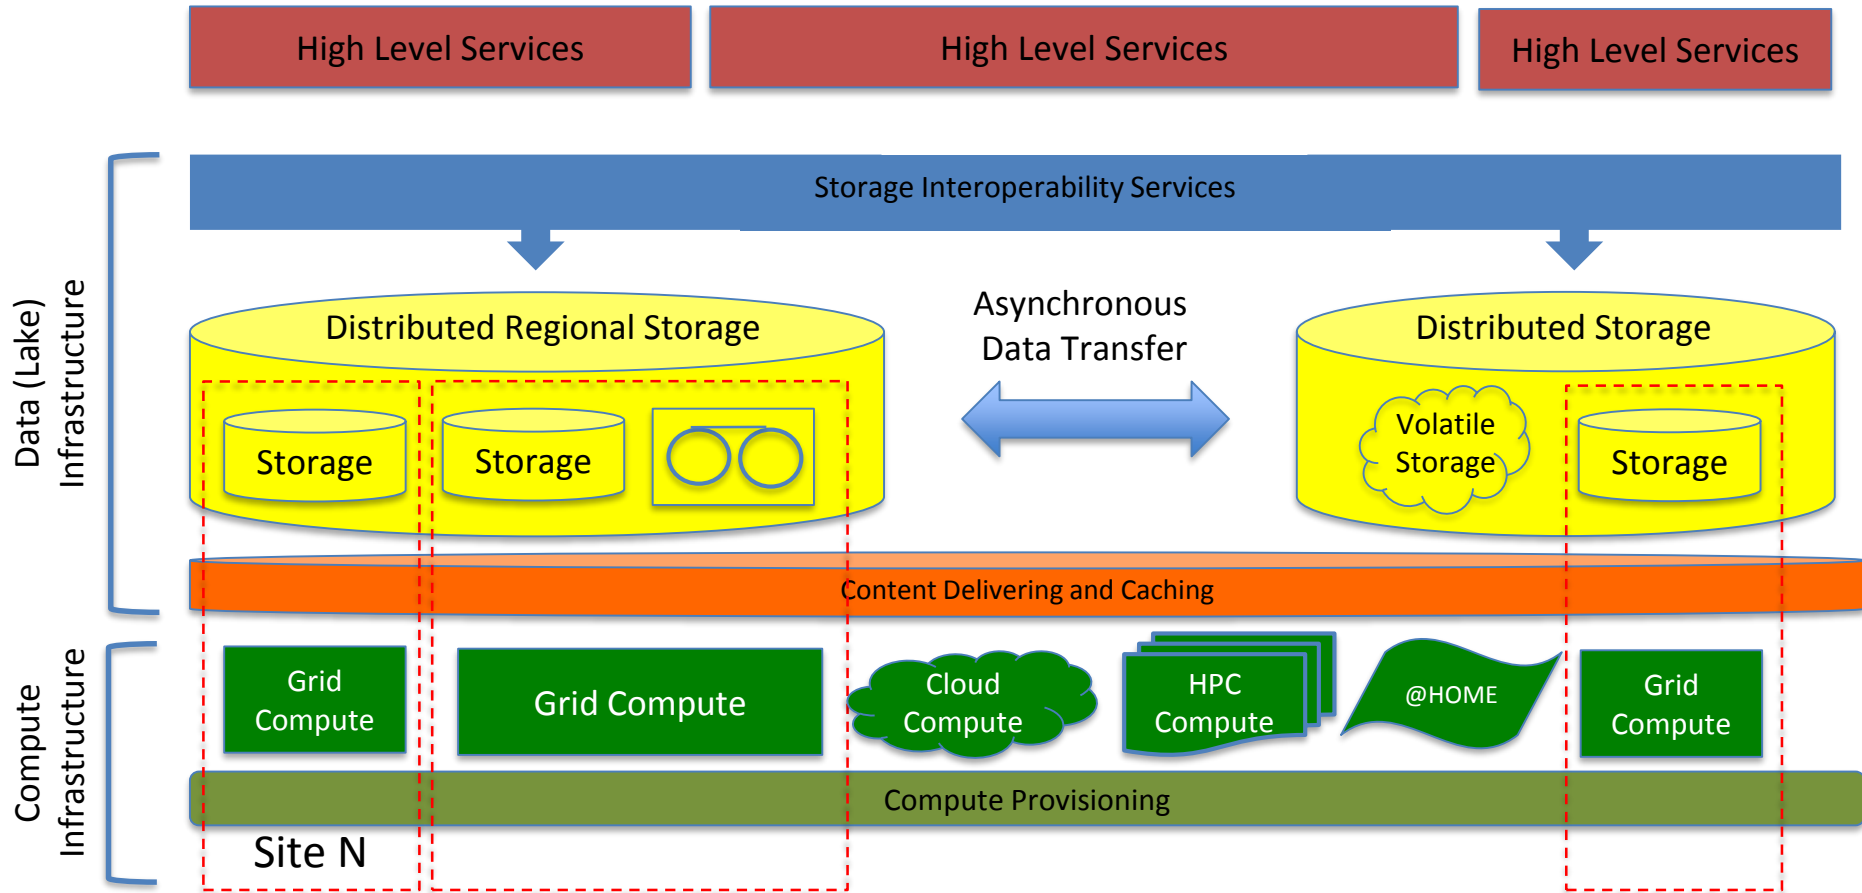 High Level Services
High Level Services
High Level Services
Storage Interoperability Services
Data (Lake)
Infrastructure
Distributed Regional Storage
Asynchronous
Data Transfer
Distributed Storage
Storage
Storage
Volatile
Storage
Storage
Content Delivering and Caching
Compute
Infrastructure
Grid
Compute
Grid Compute
Cloud
Compute
HPC
Compute
@HOME
Grid
Compute
Compute Provisioning
Site N